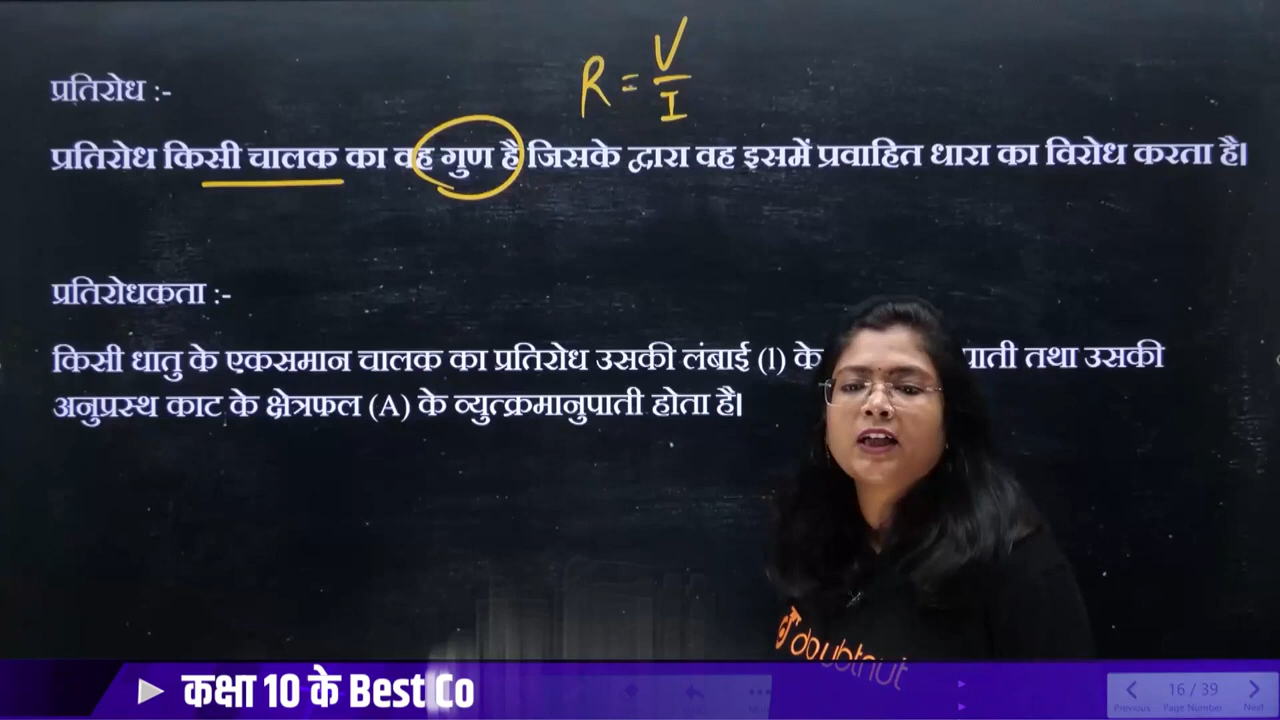 R = V
I
प्रतिरोध :-
प्रतिरोध किसी चालक का वह गुण है जिसके द्वारा वह इसमें प्रवाहित धारा का विरोध करता है।
प्रतिरोधकता :-
किसी धातु के एकसमान चालक का प्रतिरोध उसकी लंबाई (l) के पाती तथा उसकी
अनुप्रस्थ काट के क्षेत्रफल (A) के व्युत्क्रमानुपाती होता है।
doubtnut
कक्षा 10 के Best Co
16 / 39
Previous Page Number Next